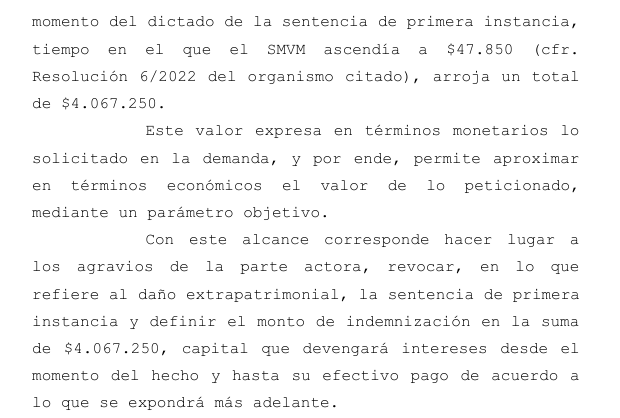 momento del dictado de la sentencia de primera instancia,
tiempo en el que el SMVM ascendía a $47.850 (cfr.
Resolución 6/2022 del organismo citado), arroja un total
de $4.067.250.
Este valor expresa en términos monetarios lo
solicitado en la demanda, y por ende, permite aproximar
en términos económicos el valor de lo peticionado,
mediante un parámetro objetivo.
Con este alcance corresponde hacer lugar a
los agravios de la parte actora, revocar, en lo que
refiere al daño extrapatrimonial, la sentencia de primera
instancia y definir el monto de indemnización en la suma
de $4.067.250, capital que devengará intereses desde el
momento del hecho y hasta su efectivo pago de acuerdo a
lo que se expondrá más adelante.